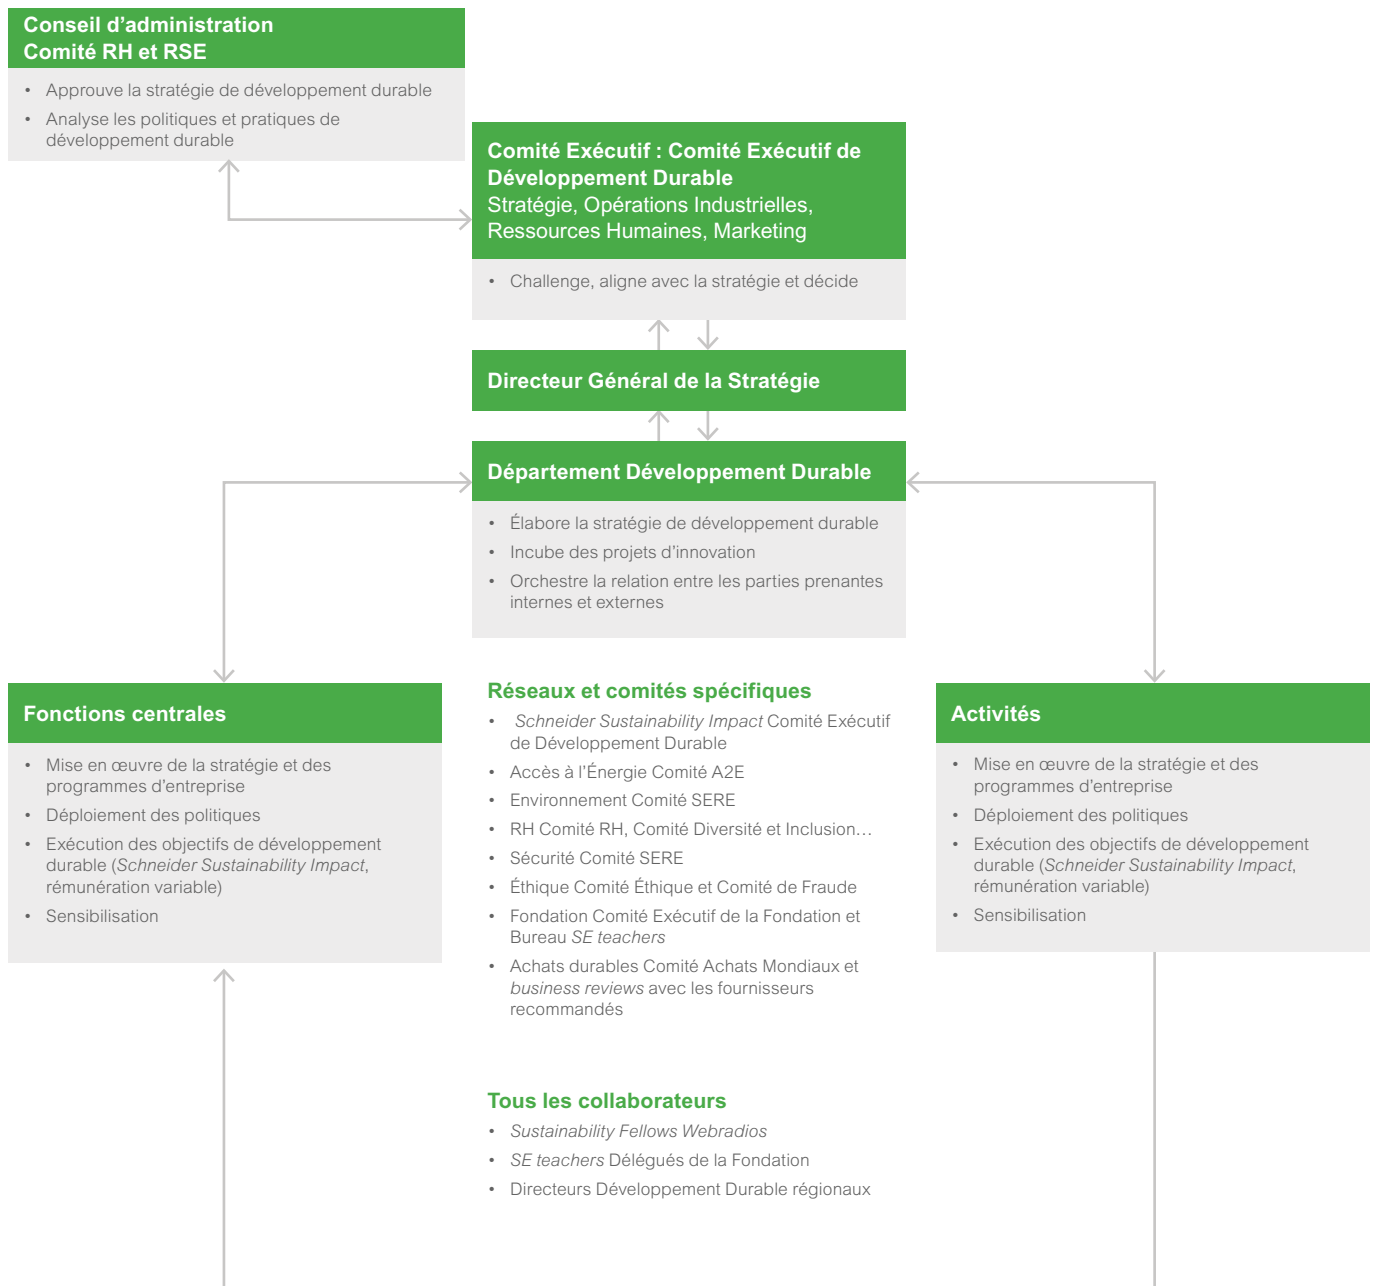 Conseil d’administration
Comité RH et RSE
• Approuve la stratégie de développement durable
• Analyse les politiques et pratiques de
développement durable
Comité Exécutif : Comité Exécutif de
Développement Durable
Stratégie, Opérations Industrielles,
Ressources Humaines, Marketing
• Challenge, aligne avec la stratégie et décide
Directeur Général de la Stratégie
Département Développement Durable
• Élabore la stratégie de développement durable
• Incube des projets d’innovation
• Orchestre la relation entre les parties prenantes
internes et externes
Fonctions centrales
• Mise en œuvre de la stratégie et des
programmes d’entreprise
• Déploiement des politiques
• Exécution des objectifs de développement
durable (Schneider Sustainability Impact,
rémunération variable)
• Sensibilisation
Réseaux et comités spécifiques
• Schneider Sustainability Impact Comité Exécutif
de Développement Durable
• Accès à l’Énergie Comité A2E
• Environnement Comité SERE
• RH Comité RH, Comité Diversité et Inclusion…
• Sécurité Comité SERE
• Éthique Comité Éthique et Comité de Fraude
• Fondation Comité Exécutif de la Fondation et
Bureau SE teachers
• Achats durables Comité Achats Mondiaux et
business reviews avec les fournisseurs
recommandés
Activités
• Mise en œuvre de la stratégie et des
programmes d’entreprise
• Déploiement des politiques
• Exécution des objectifs de développement
durable (Schneider Sustainability Impact,
rémunération variable)
• Sensibilisation
Tous les collaborateurs
• Sustainability Fellows Webradios
• SE teachers Délégués de la Fondation
• Directeurs Développement Durable régionaux